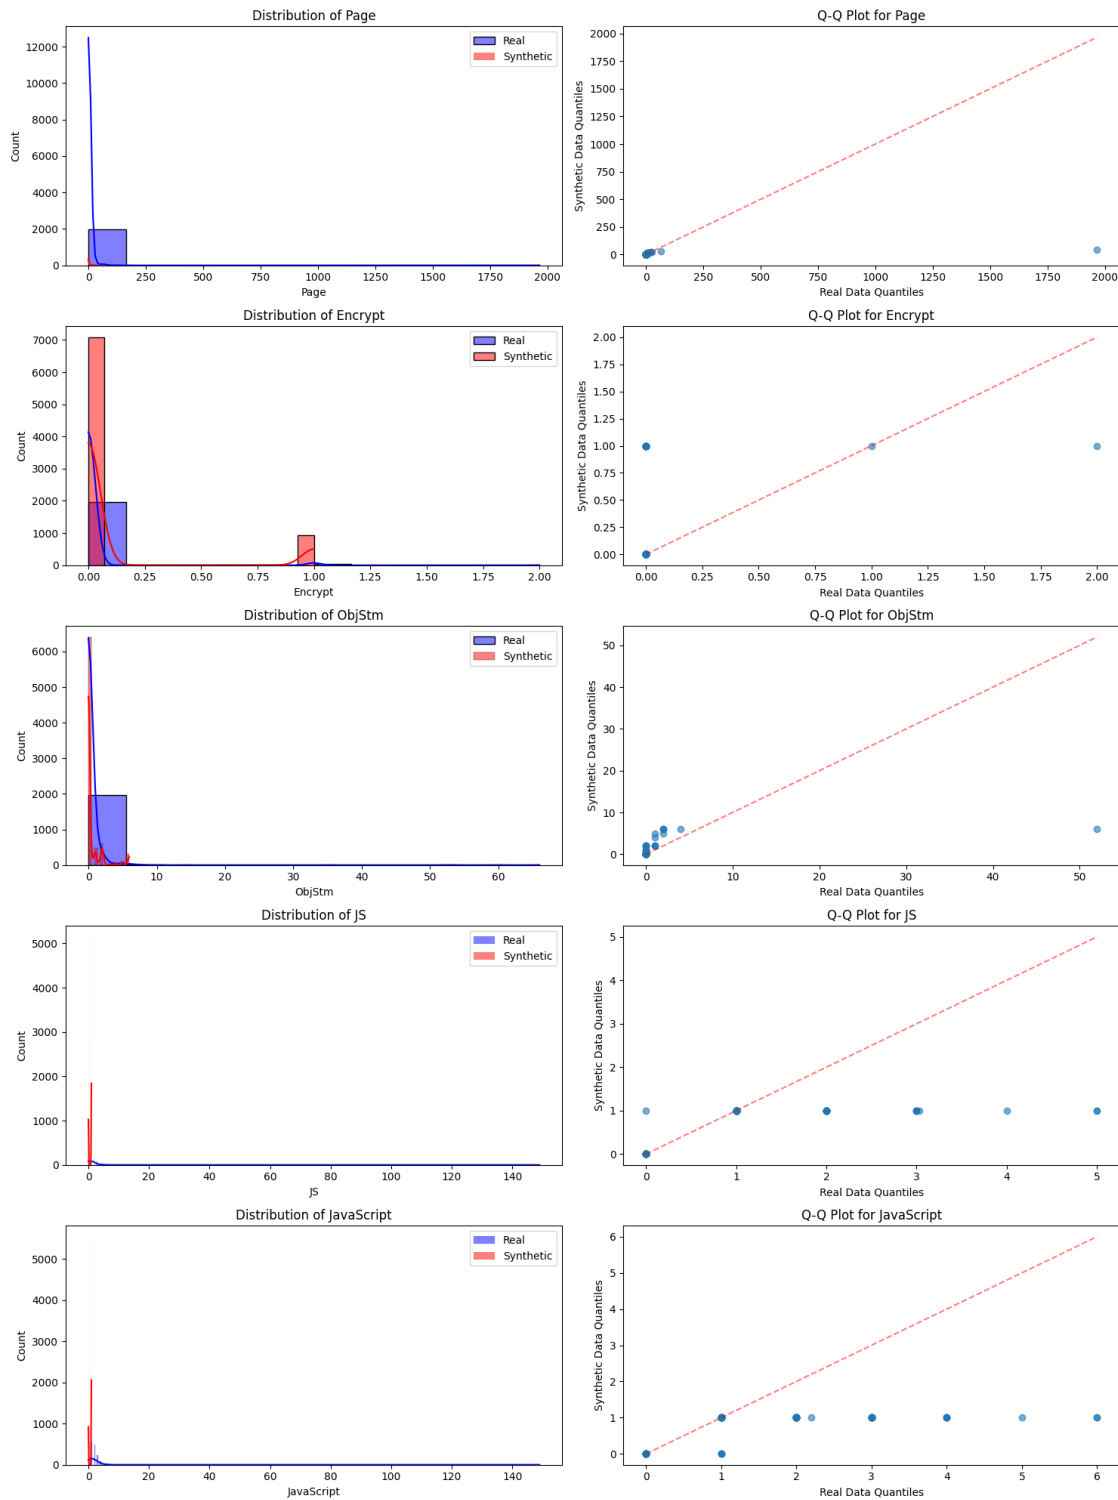 Distribution of Page
Real
Synthetic
Count
12000
10000
8000
6000
4000
2000
0
0 250 500 750 1000 1250 1500 1750 2000
Page
Q-Q Plot for Page
Synthetic Data Quantiles
2000
1750
1500
1250
1000
750
500
250
0
0 250 500 750 1000 1250 1500 1750 2000
Real Data Quantiles
Distribution of Encrypt
Real
Synthetic
Count
7000
6000
5000
4000
3000
2000
1000
0
0.00 0.25 0.50 0.75 1.00 1.25 1.50 1.75 2.00
Encrypt
Q-Q Plot for Encrypt
Synthetic Data Quantiles
2.00
1.75
1.50
1.25
1.00
0.75
0.50
0.25
0.00
0.00 0.25 0.50 0.75 1.00 1.25 1.50 1.75 2.00
Real Data Quantiles
Distribution of ObjStm
Real
Synthetic
Count
6000
5000
4000
3000
2000
1000
0
0 10 20 30 40 50 60
ObjStm
Q-Q Plot for ObjStm
Synthetic Data Quantiles
50
40
30
20
10
0
0 10 20 30 40 50
Real Data Quantiles
Distribution of JS
Real
Synthetic
Count
5000
4000
3000
2000
1000
0
0 20 40 60 80 100 120 140
JS
Q-Q Plot for JS
Synthetic Data Quantiles
5
4
3
2
1
0
0 1 2 3 4 5
Real Data Quantiles
Distribution of JavaScript
Real
Synthetic
Count
5000
4000
3000
2000
1000
0
0 20 40 60 80 100 120 140
JavaScript
Q-Q Plot for JavaScript
Synthetic Data Quantiles
6
5
4
3
2
1
0
0 1 2 3 4 5 6
Real Data Quantiles